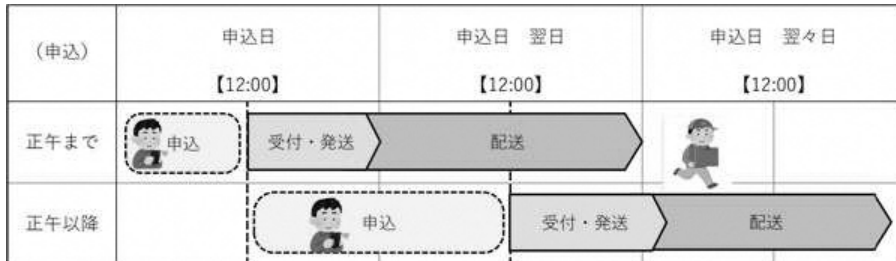 (申込)
申込日
【12:00】
申込日 翌日
【12:00】
申込日 翌々日
【12:00】
正午まで
申込
受付・発送
配送
正午以降
申込
受付・発送
配送